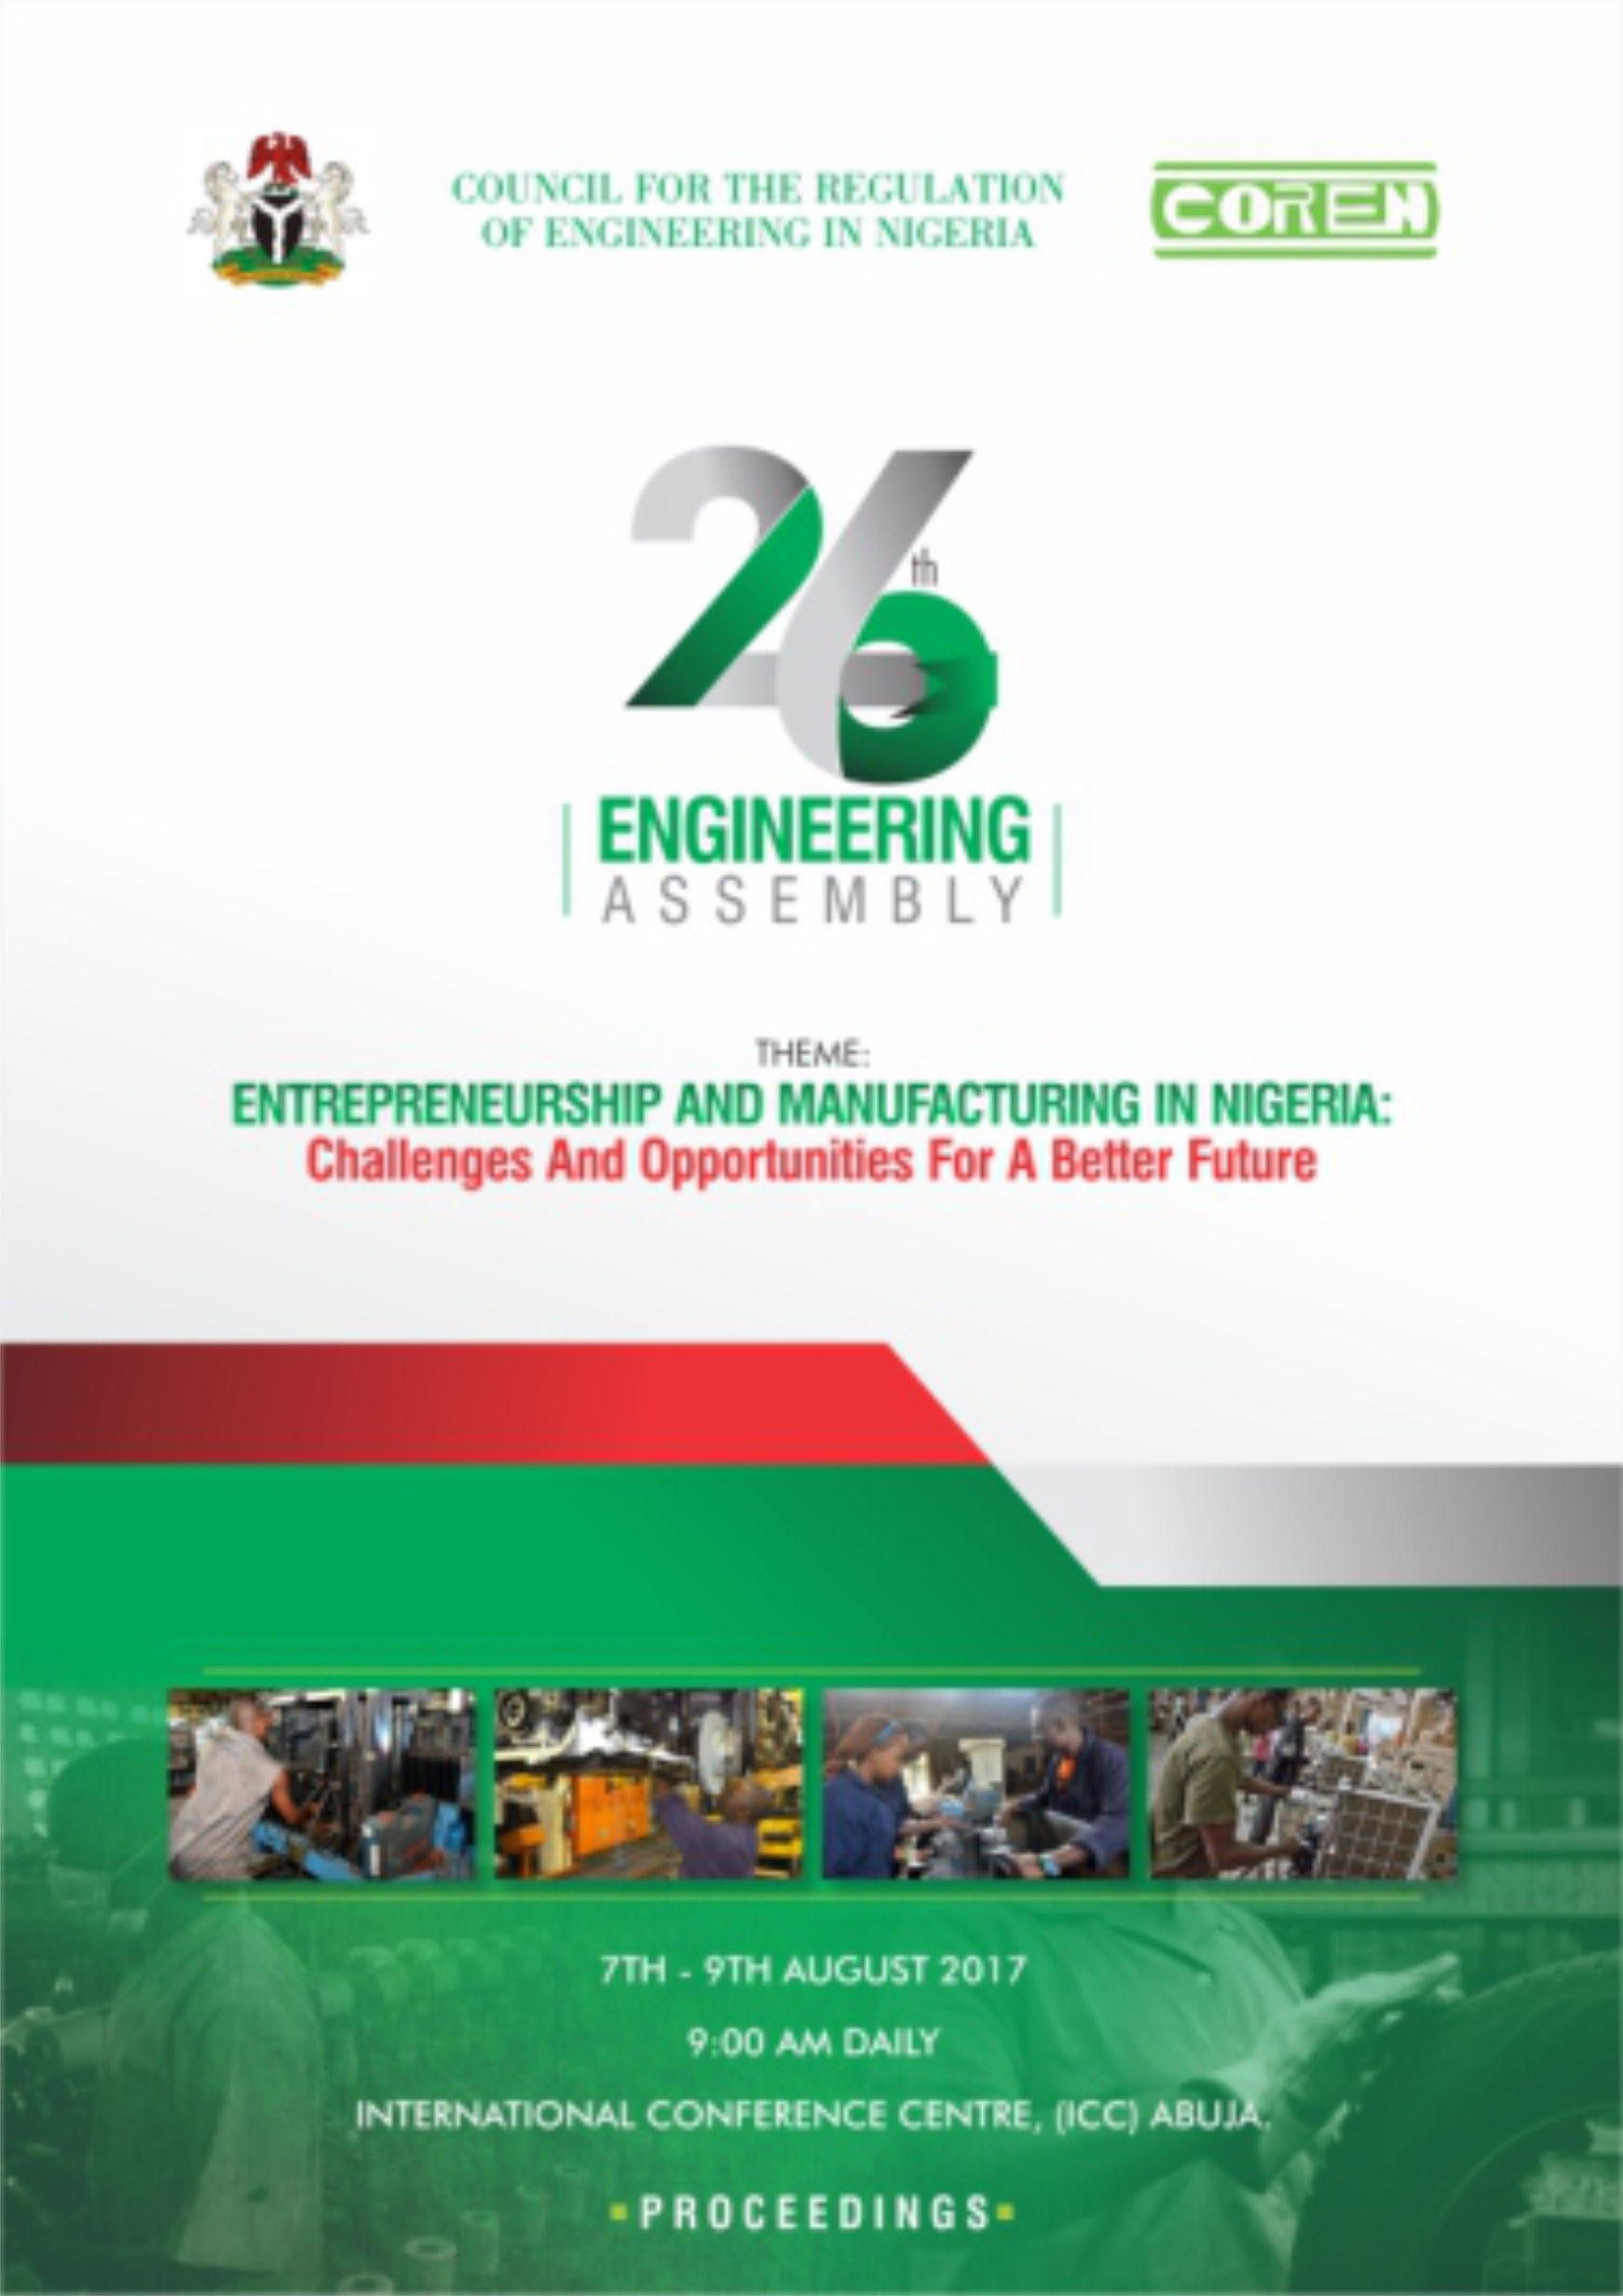 COUNCIL FOR THE REGULATION
OF ENGINEERING IN NIGERIA
COREN
26th
ENGINEERING
ASSEMBLY
THEME:
ENTREPRENEURSHIP AND MANUFACTURING IN NIGERIA:
Challenges And Opportunities For A Better Future
7TH - 9TH AUGUST 2017
9:00 AM DAILY
INTERNATIONAL CONFERENCE CENTRE, (ICC) ABUJA.
PROCEEDINGS